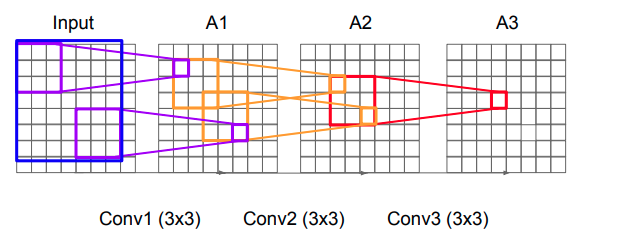 Input A1 A2 A3
Conv1 (3x3) Conv2 (3x3) Conv3 (3x3)